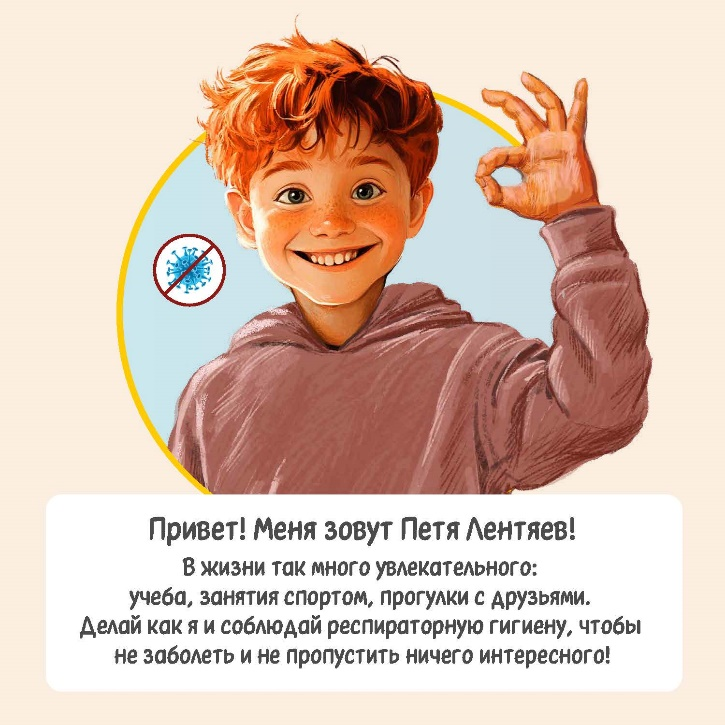 Привет! Меня зовут Петя Лентяев!
В жизни так много увлекательного:
учеба, занятия спортом, прогулки с друзьями.
Делай как я и соблюдай респираторную гигиену, чтобы
не заболеть и не пропустить ничего интересного!